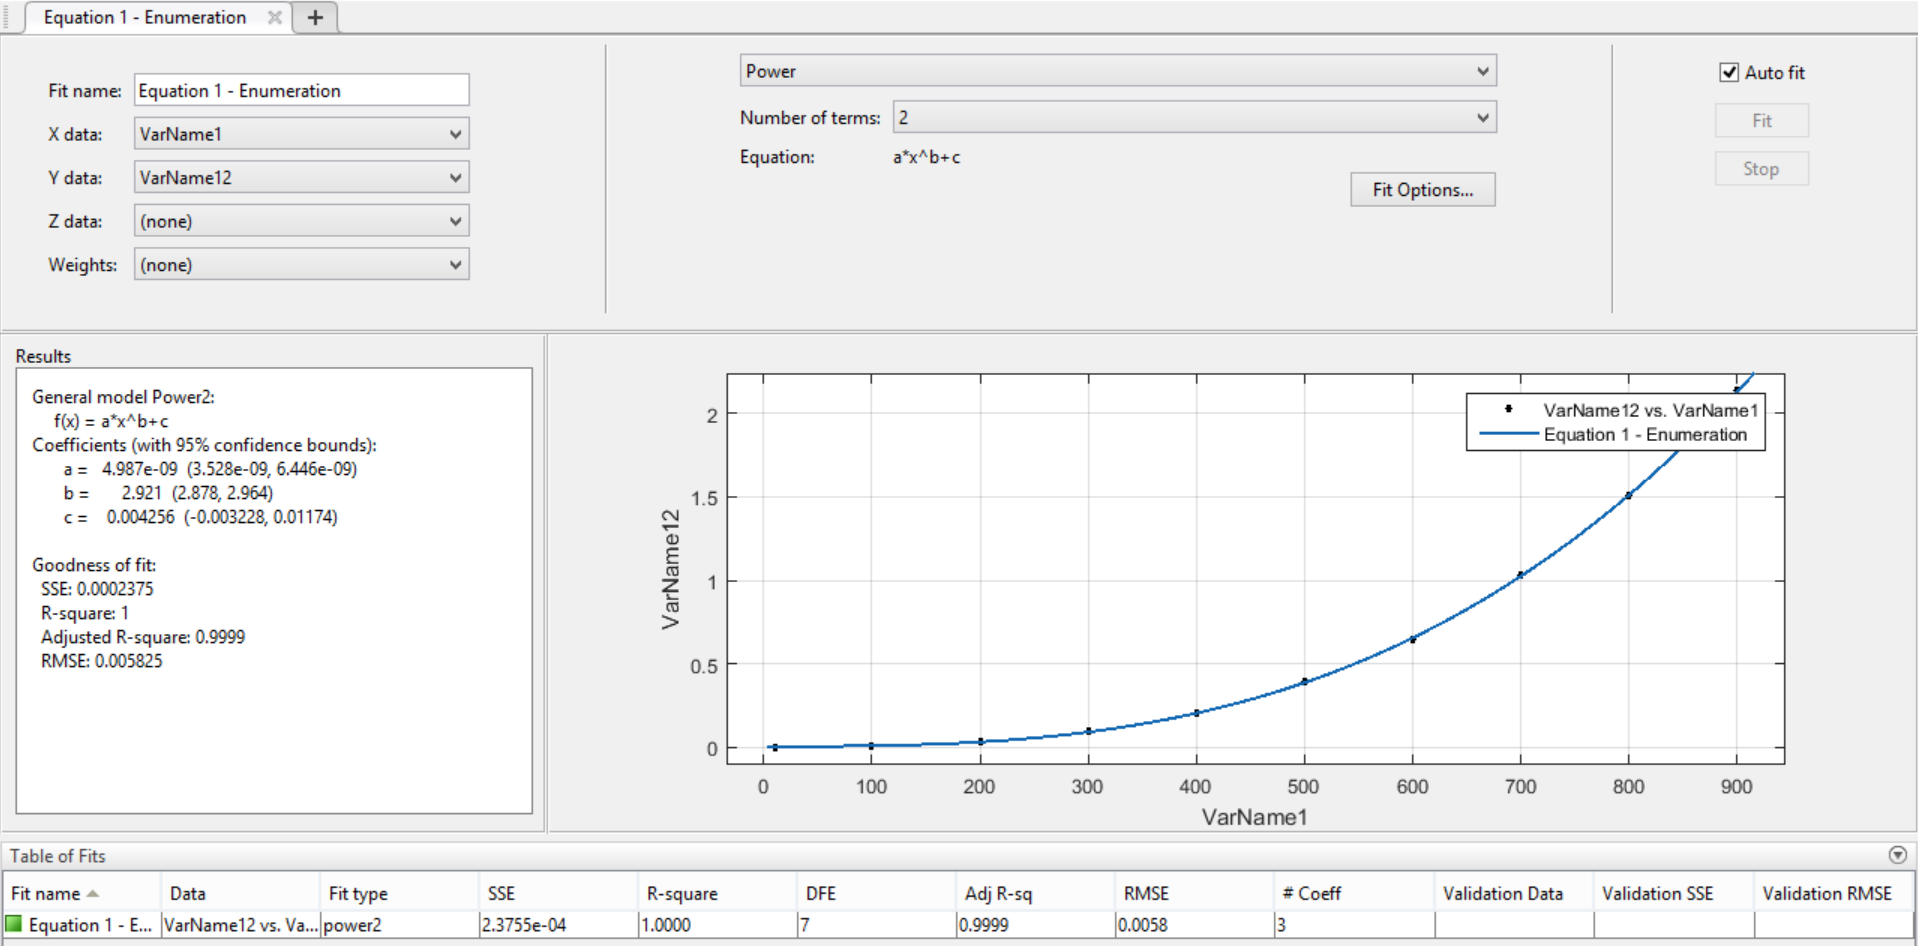 Equation 1 - Enumeration
+
Fit name: Equation 1 - Enumeration
X data: VarName1
Y data: VarName12
Z data: (none)
Weights: (none)
Power
Number of terms: 2
Equation: a*x^b+c
Fit Options...
Auto fit
Fit
Stop
Results
General model Power2:
f(x) = a*x^b+c
Coefficients (with 95% confidence bounds):
a = 4.987e-09 (3.528e-09, 6.446e-09)
b = 2.921 (2.878, 2.964)
c = 0.004256 (-0.003228, 0.01174)
Goodness of fit:
SSE: 0.0002375
R-square: 1
Adjusted R-square: 0.9999
RMSE: 0.005825
VarName12
2
1.5
1
0.5
0
VarName12 vs. VarName1
Equation 1 - Enumeration
0 100 200 300 400 500 600 700 800 900
VarName1
Table of Fits
Fit name Data Fit type SSE R-square DFE Adj R-sq RMSE # Coeff Validation Data Validation SSE Validation RMSE
Equation 1 - E... VarName12 vs. Va... power2 2.3755e-04 1.0000 7 0.9999 0.0058 3